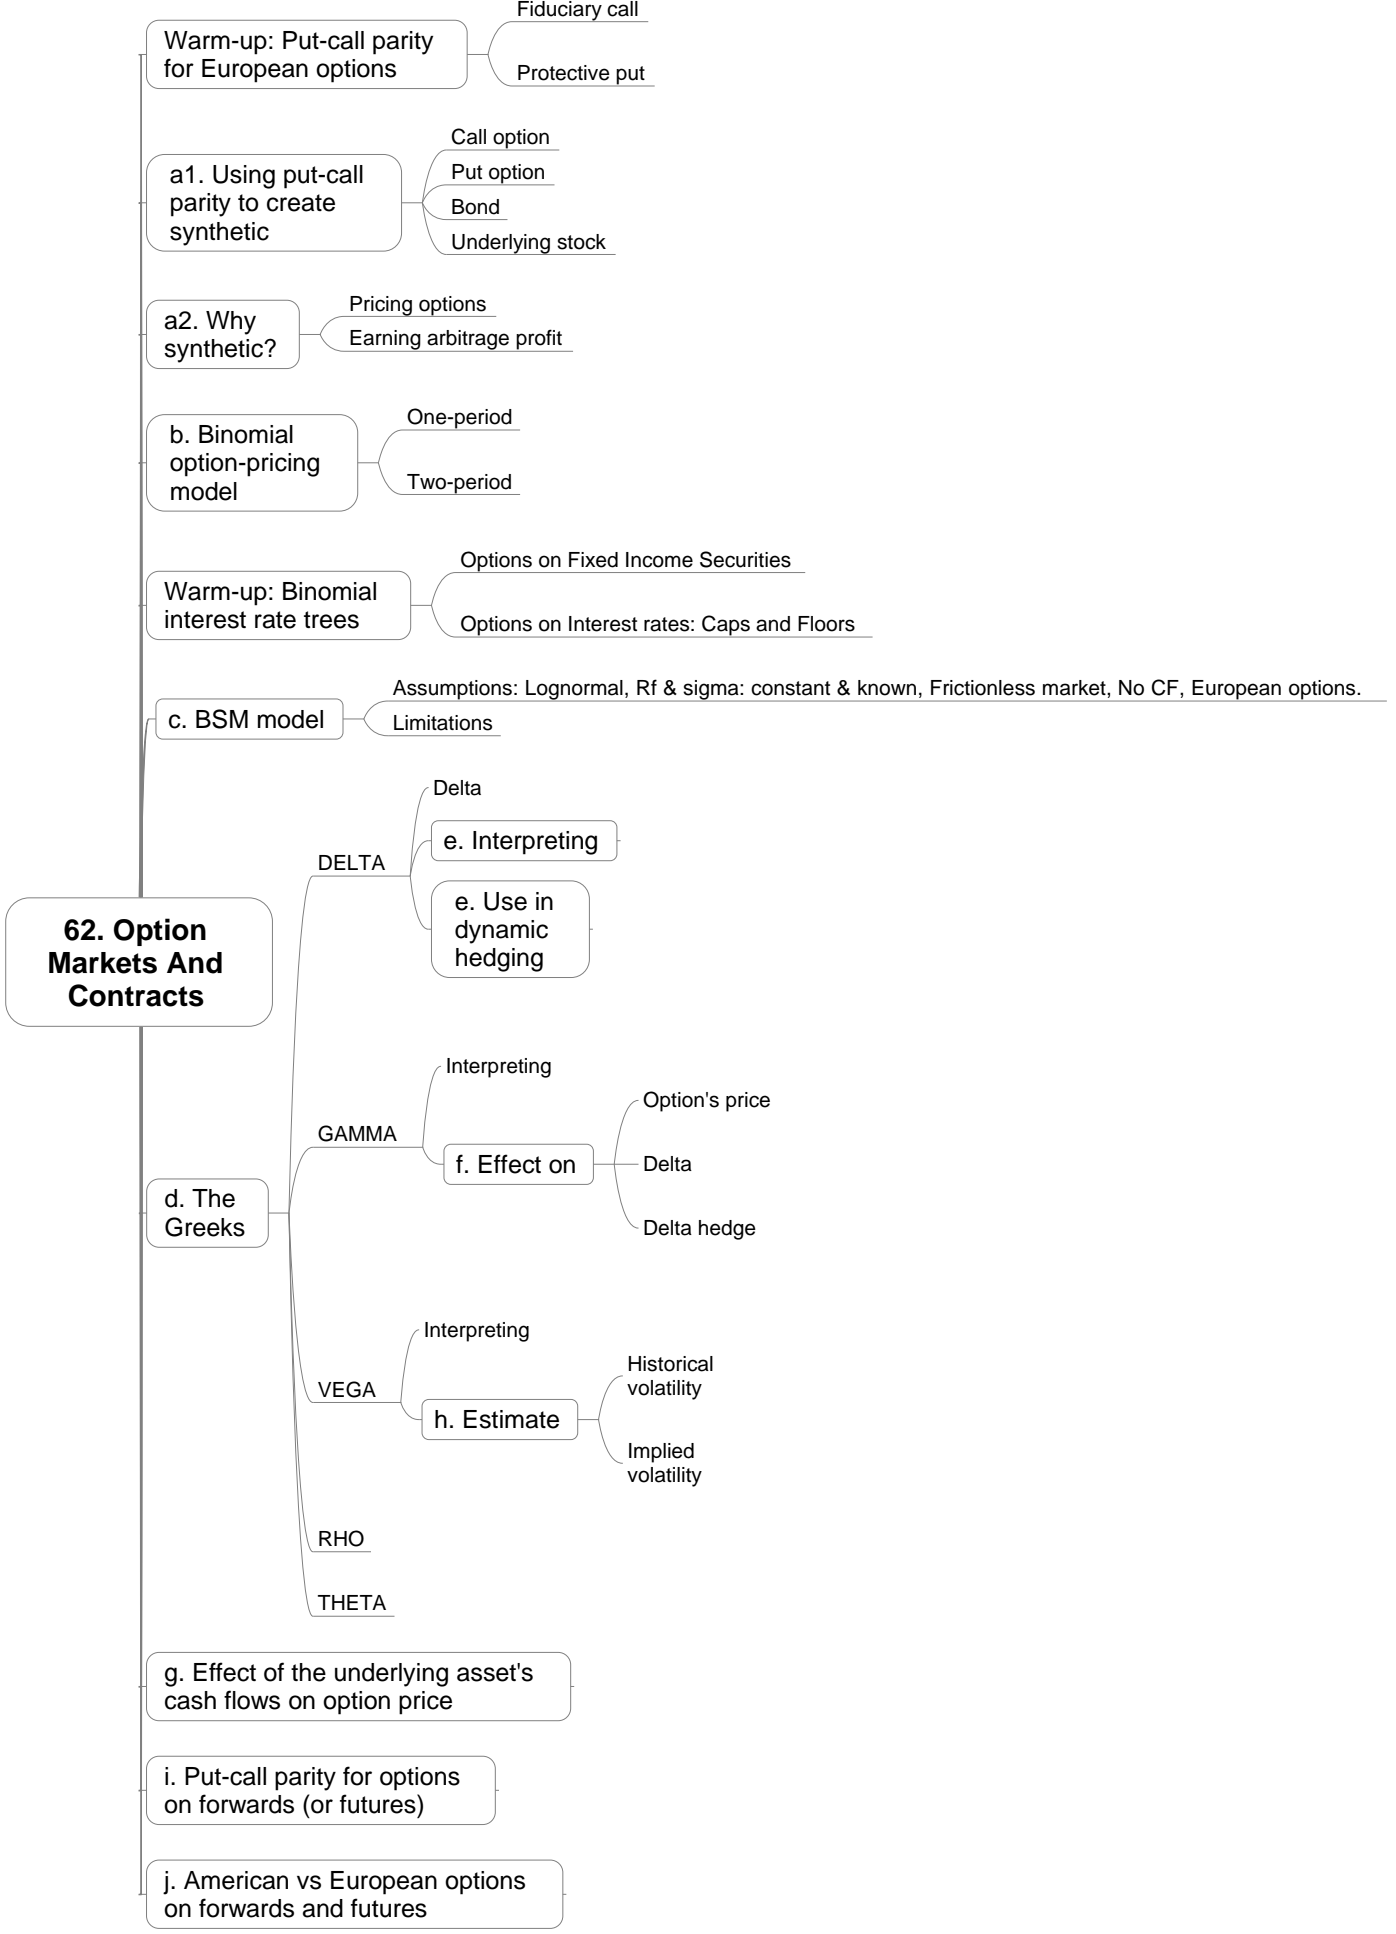 Fiduciary call
Warm-up: Put-call parity
for European options
Protective put
Call option
a1. Using put-call
parity to create
synthetic
Put option
Bond
Underlying stock
Pricing options
a2. Why
synthetic?
Earning arbitrage profit
One-period
b. Binomial
option-pricing
model
Two-period
Options on Fixed Income Securities
Warm-up: Binomial
interest rate trees
Options on Interest rates: Caps and Floors
Assumptions: Lognormal, Rf & sigma: constant & known, Frictionless market, No CF, European options.
c. BSM model
Limitations
Delta
e. Interpreting
DELTA
e. Use in
dynamic
hedging
62. Option
Markets And
Contracts
Interpreting
Option's price
GAMMA
f. Effect on
Delta
Delta hedge
d. The
Greeks
Interpreting
Historical
volatility
VEGA
h. Estimate
Implied
volatility
RHO
THETA
g. Effect of the underlying asset's
cash flows on option price
i. Put-call parity for options
on forwards (or futures)
j. American vs European options
on forwards and futures